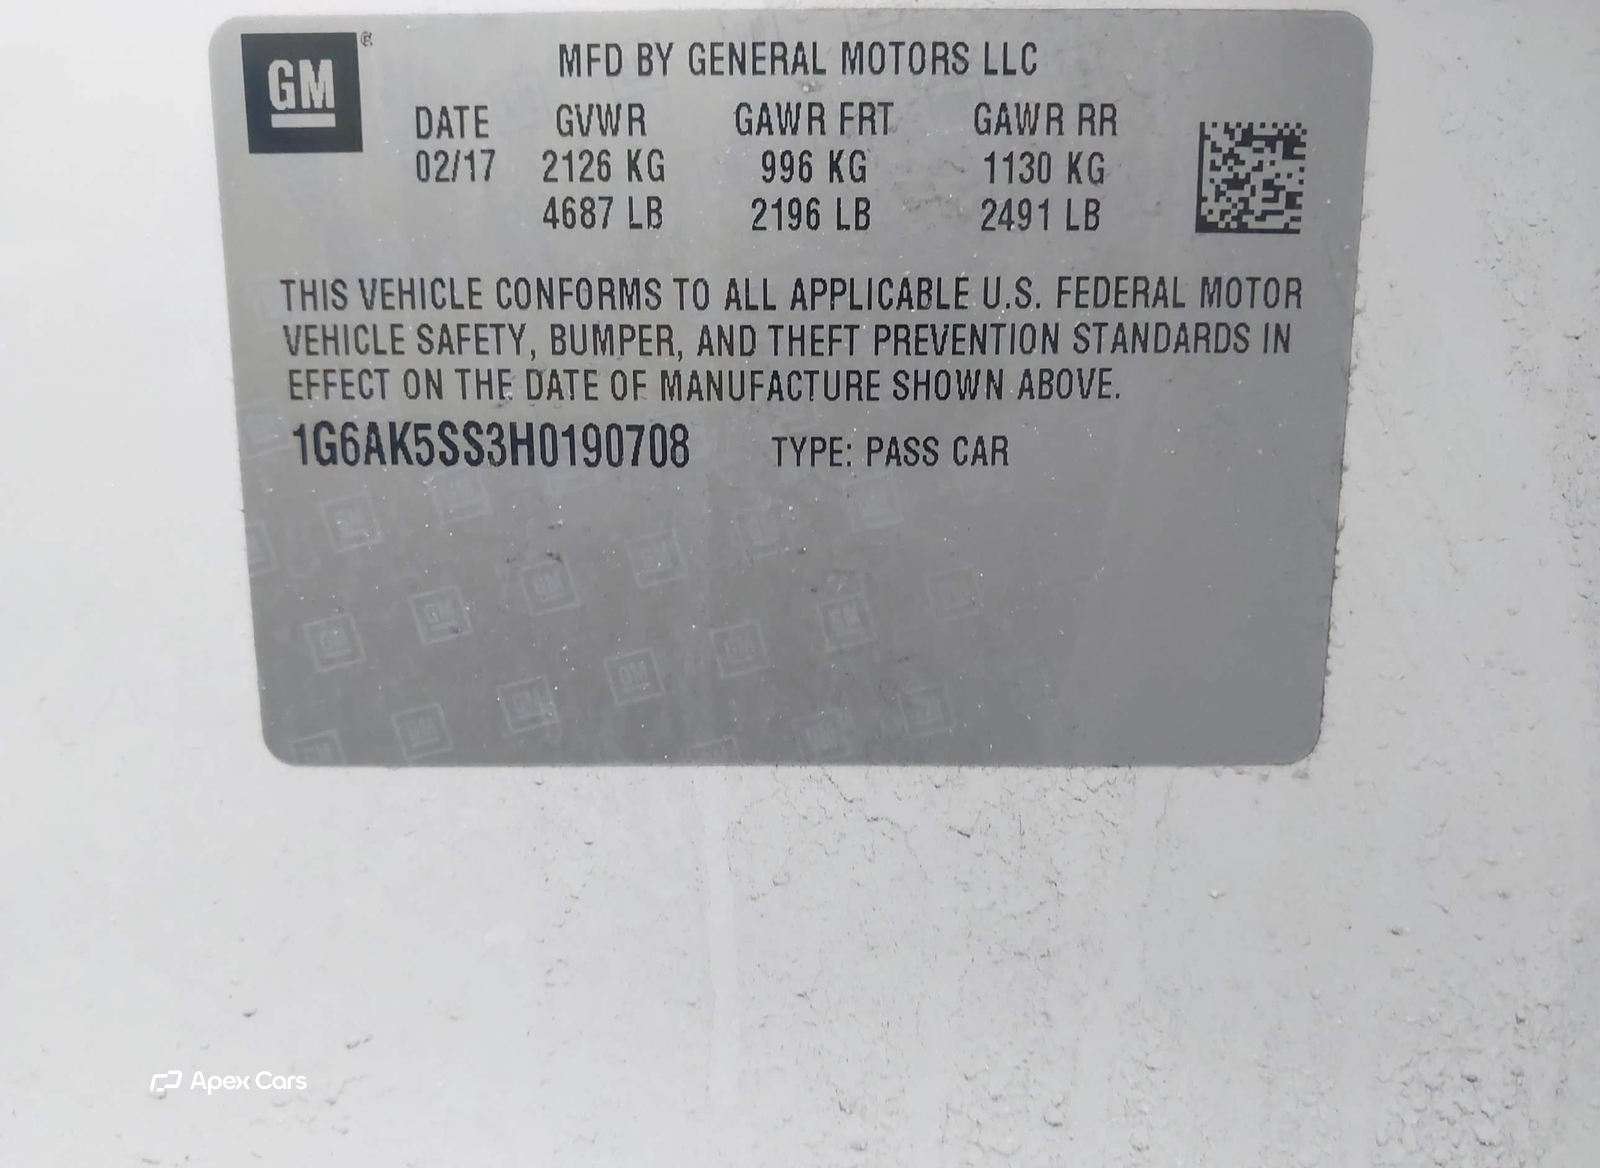 GM®
MFD BY GENERAL MOTORS LLC
DATE GVWR GAWR FRT GAWR RR
02/17 2126 KG 996 KG 1130 KG
4687 LB 2196 LB 2491 LB
THIS VEHICLE CONFORMS TO ALL APPLICABLE U.S. FEDERAL MOTOR
VEHICLE SAFETY, BUMPER, AND THEFT PREVENTION STANDARDS IN
EFFECT ON THE DATE OF MANUFACTURE SHOWN ABOVE.
1G6AK5SS3H0190708 TYPE: PASS CAR
Apex Cars